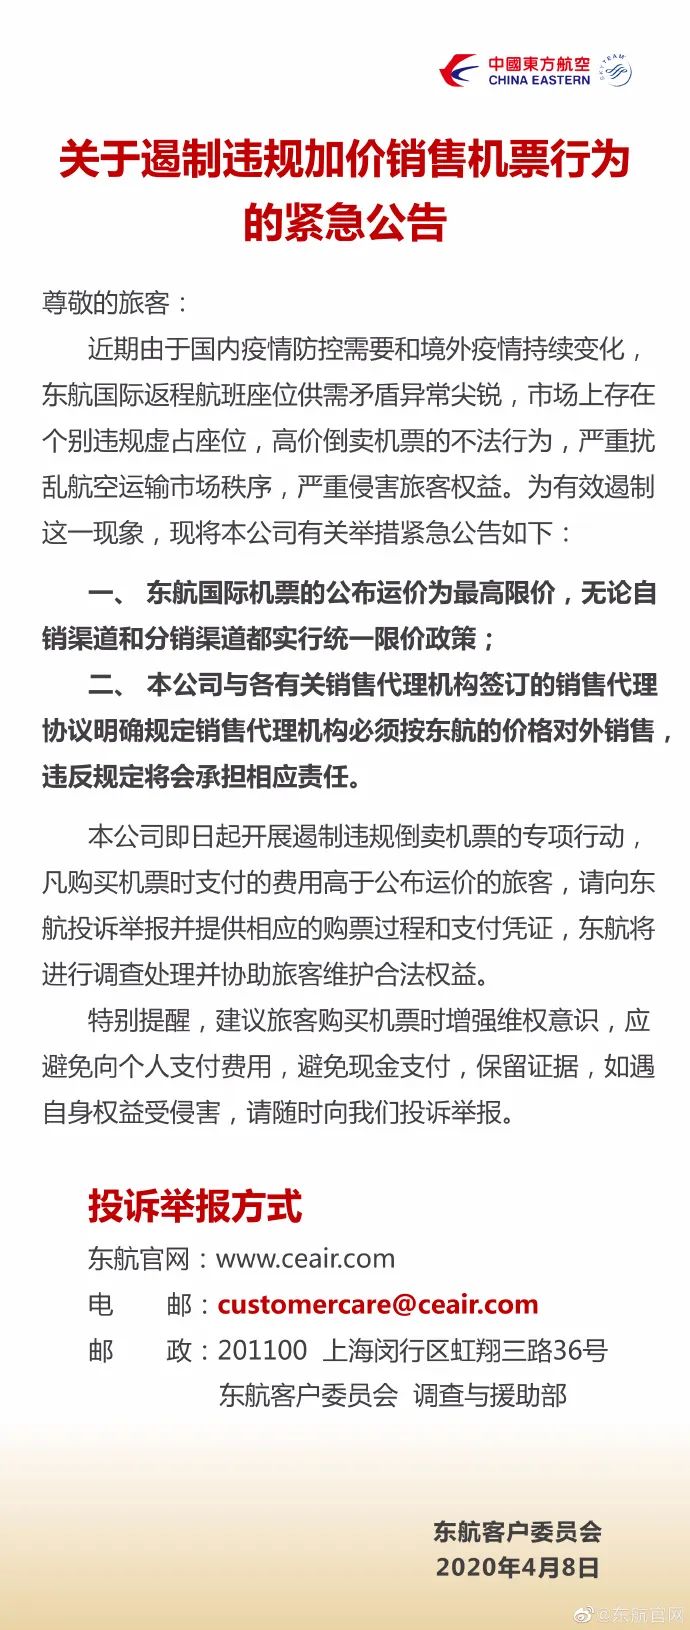 中國東方航空
CHINA EASTERN
SKYTEAM
关于遏制违规加价销售机票行为
的紧急公告
尊敬的旅客：
近期由于国内疫情防控需要和境外疫情持续变化，
东航国际返程航班座位供需矛盾异常尖锐，市场上存在
个别违规虚占座位，高价倒卖机票的不法行为，严重扰
乱航空运输市场秩序，严重侵害旅客权益。为有效遏制
这一现象，现将本公司有关举措紧急公告如下：
一、 东航国际机票的公布运价为最高限价，无论自
销渠道和分销渠道都实行统一限价政策；
二、 本公司与各有关销售代理机构签订的销售代理
协议明确规定销售代理机构必须按东航的价格对外销售，
违反规定将会承担相应责任。
本公司即日起开展遏制违规倒卖机票的专项行动，
凡购买机票时支付的费用高于公布运价的旅客，请向东
航投诉举报并提供相应的购票过程和支付凭证，东航将
进行调查处理并协助旅客维护合法权益。
特别提醒，建议旅客购买机票时增强维权意识，应
避免向个人支付费用，避免现金支付，保留证据，如遇
自身权益受侵害，请随时向我们投诉举报。
投诉举报方式
东航官网：www.ceair.com
电 邮：customercare@ceair.com
邮 政：201100 上海闵行区虹翔三路36号
东航客户委员会 调查与援助部
东航客户委员会
2020年4月8日
@东航官网